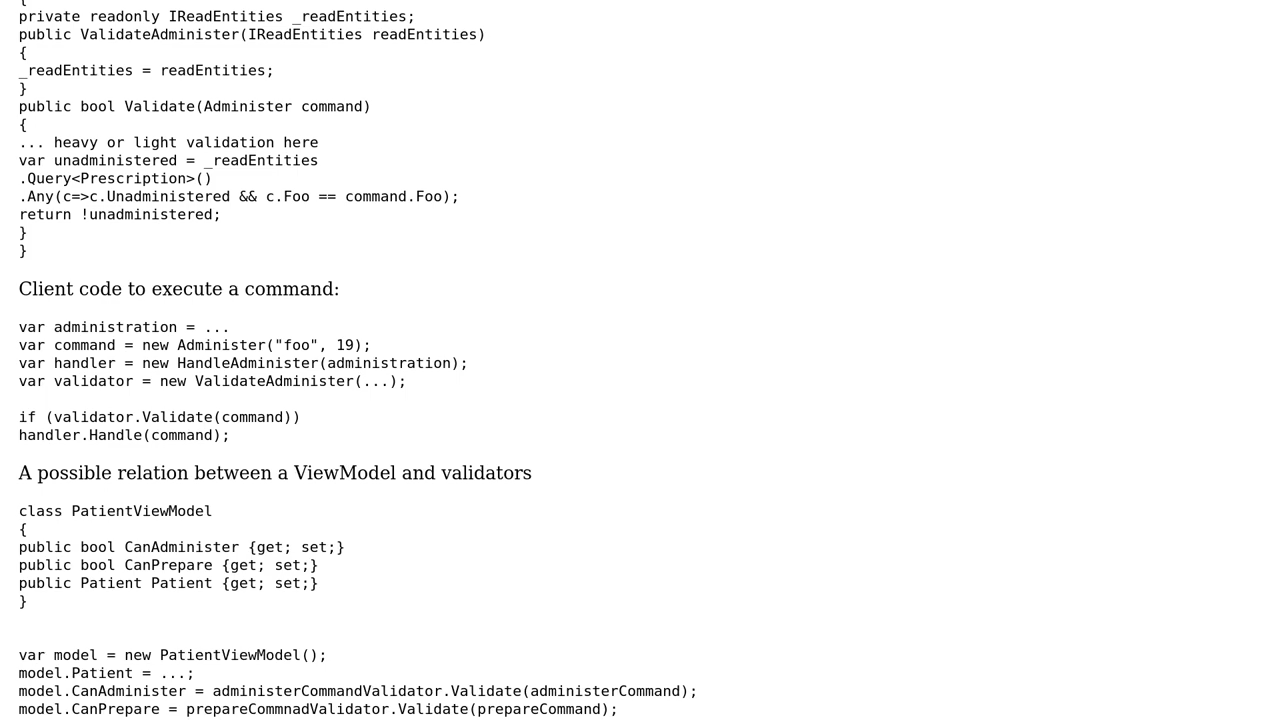 {
private readonly IReadEntities _readEntities;
public ValidateAdminister(IReadEntities readEntities)
{
_readEntities = readEntities;
}
public bool Validate(Administer command)
{
... heavy or light validation here
var unadministered = _readEntities
.Query<Prescription>()
.Any(c=>c.Unadministered && c.Foo == command.Foo);
return !unadministered;
}
}
Client code to execute a command:
var administration = ...
var command = new Administer("foo", 19);
var handler = new HandleAdminister(administration);
var validator = new ValidateAdminister(...);
if (validator.Validate(command))
handler.Handle(command);
A possible relation between a ViewModel and validators
class PatientViewModel
{
public bool CanAdminister {get; set;}
public bool CanPrepare {get; set;}
public Patient Patient {get; set;}
}
var model = new PatientViewModel();
model.Patient = ...;
model.CanAdminister = administerCommandValidator.Validate(administerCommand);
model.CanPrepare = prepareCommnadValidator.Validate(prepareCommand);